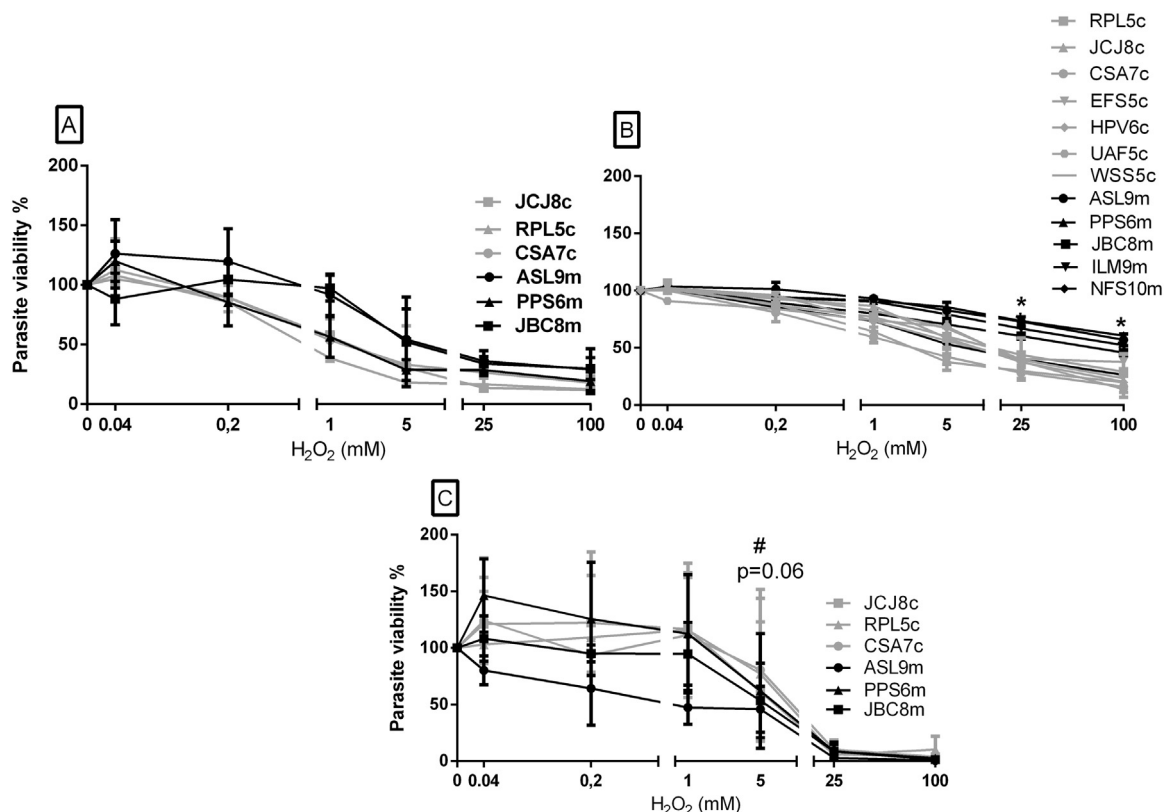 A
Parasite viability %
200
150
100
50
0
0 0.04 0,2 1 5 25 100
H₂O₂ (mM)
JCJ8c
RPL5c
CSA7c
ASL9m
PPS6m
JBC8m
B
200
150
100
50
0
* *
0 0.04 0,2 1 5 25 100
H₂O₂ (mM)
RPL5c
JCJ8c
CSA7c
EFS5c
HPV6c
UAF5c
WSS5c
ASL9m
PPS6m
JBC8m
ILM9m
NFS10m
C
Parasite viability %
200
150
100
50
0
#
p=0.06
0 0.04 0,2 1 5 25 100
H₂O₂ (mM)
JCJ8c
RPL5c
CSA7c
ASL9m
PPS6m
JBC8m